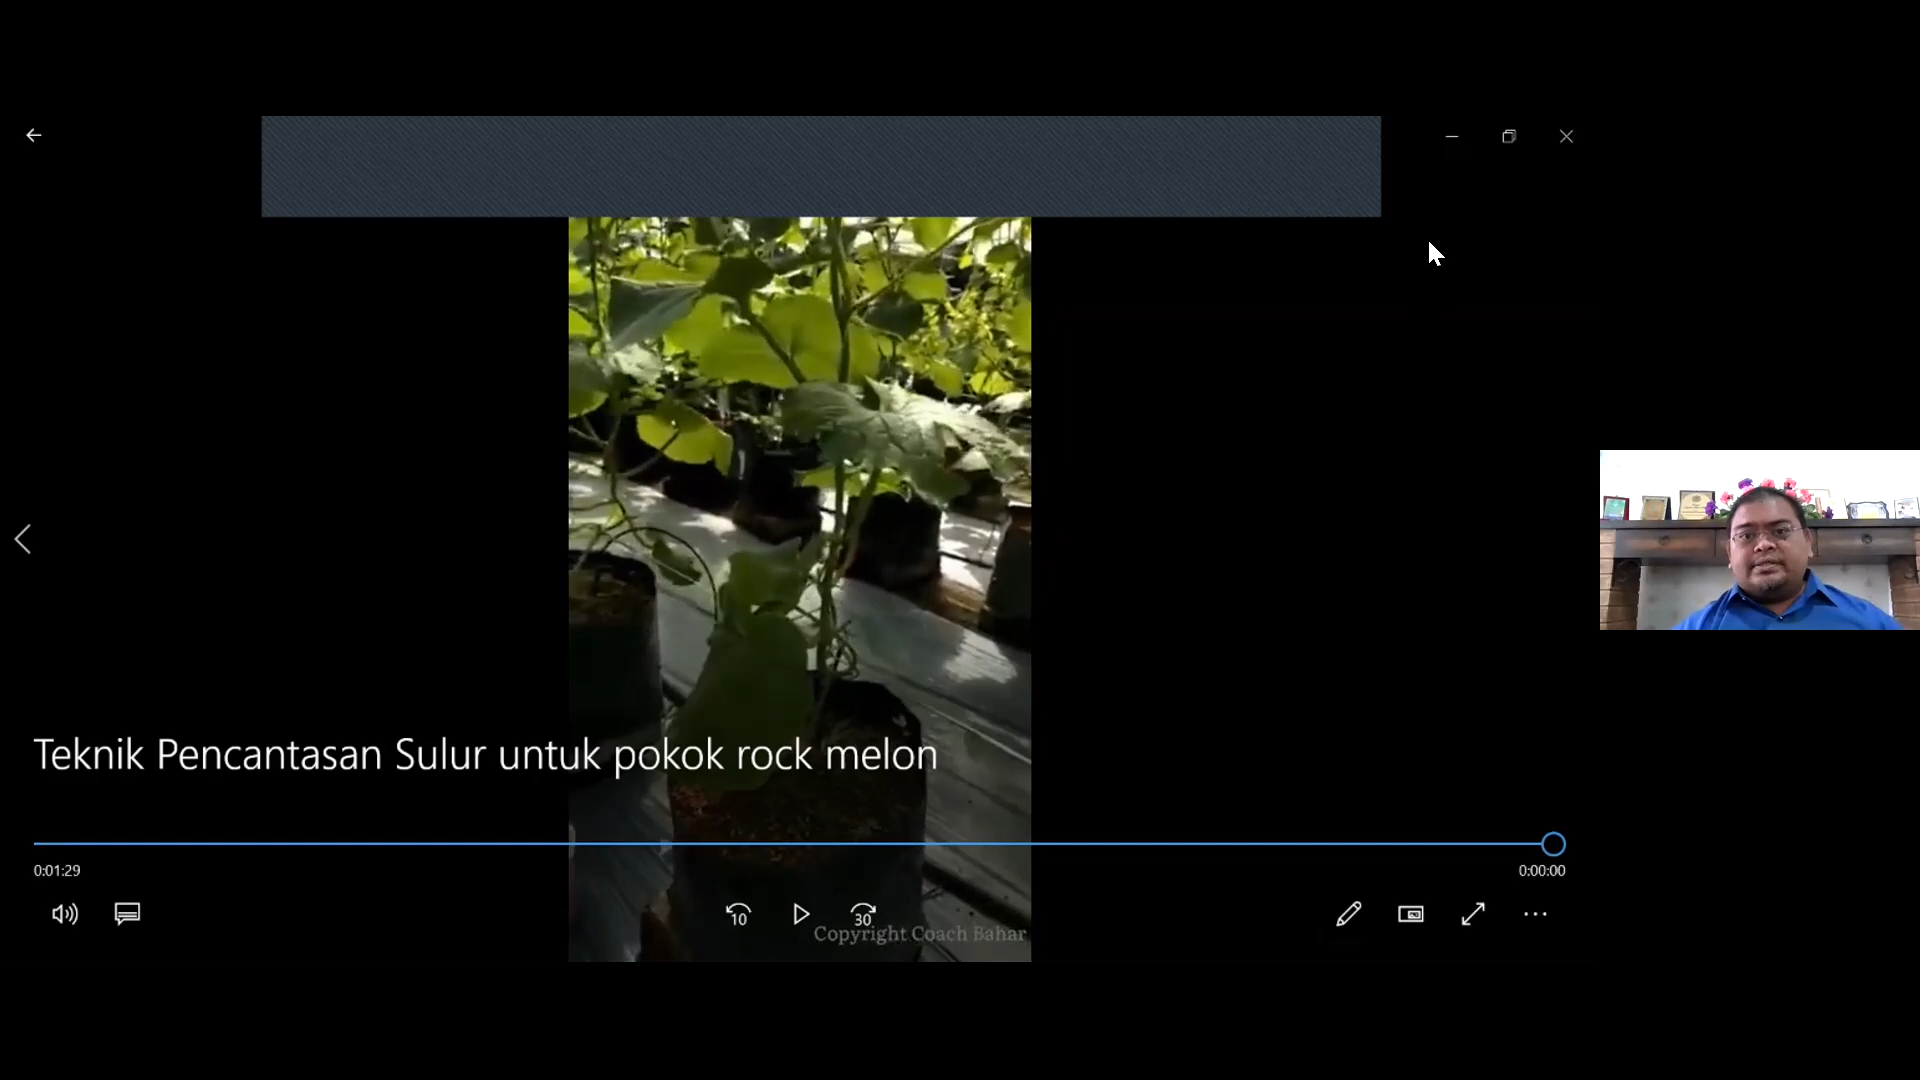 Teknik Pencantasan Sulur untuk pokok rock melon
0:01:29
0:00:00
10
30
Copyright Coach Bahar